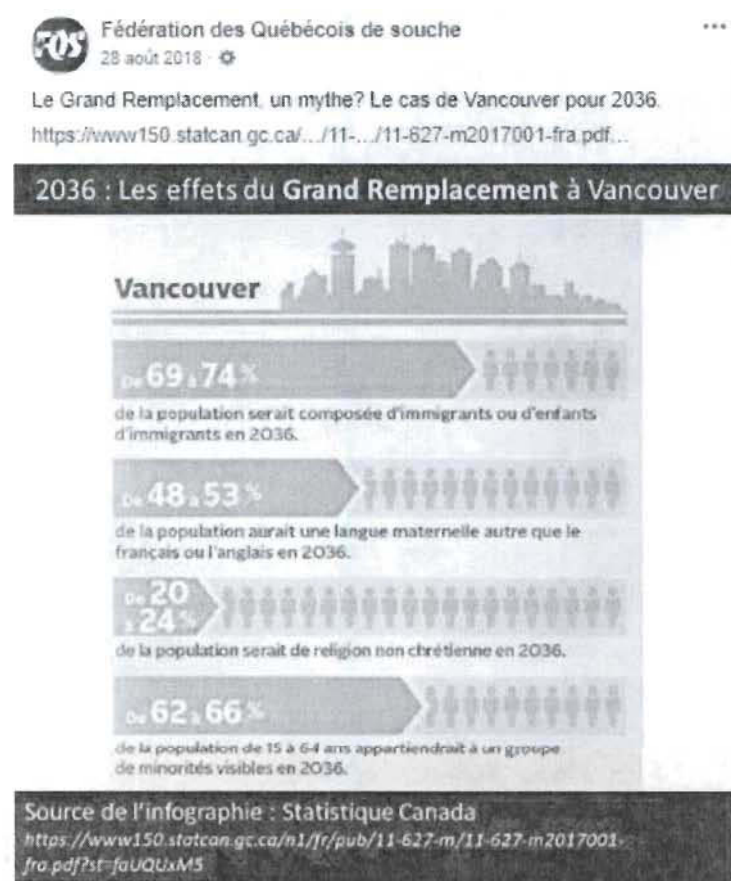 FQS
Fédération des Québécois de souche
28 août 2018 ·
Le Grand Remplacement, un mythe? Le cas de Vancouver pour 2036.
https://www150.statcan.gc.ca/.../11-.../11-627-m2017001-fra.pdf...
2036 : Les effets du Grand Remplacement à Vancouver
Vancouver
De 69 à 74 %
de la population serait composée d'immigrants ou d'enfants
d'immigrants en 2036.
De 48 à 53 %
de la population aurait une langue maternelle autre que le
français ou l'anglais en 2036.
De 20
à 24 %
de la population serait de religion non chrétienne en 2036.
De 62 à 66 %
de la population de 15 à 64 ans appartiendrait à un groupe
de minorités visibles en 2036.
Source de l'infographie : Statistique Canada
https://www150.statcan.gc.ca/n1/fr/pub/11-627-m/11-627-m2017001-
fra.pdf?st=faUQUxM5